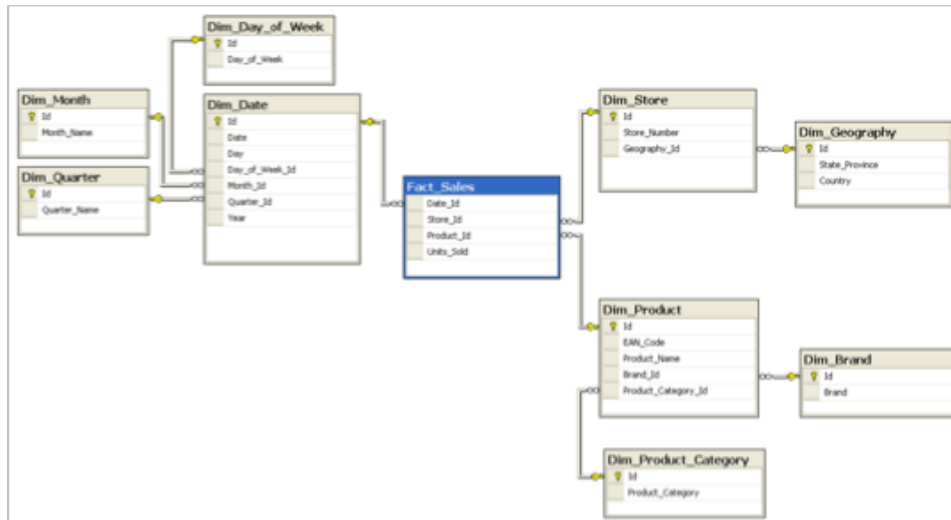 Dim_Day_of_Week
Id
Day_of_Week
Dim_Month
Id
Month_Name
Dim_Quarter
Id
Quarter_Name
Dim_Date
Id
Date
Day
Day_of_Week_Id
Month_Id
Quarter_Id
Year
Fact_Sales
Date_Id
Store_Id
Product_Id
Units_Sold
Dim_Store
Id
Store_Number
Geography_Id
Dim_Geography
Id
State_Province
Country
Dim_Product
Id
EAN_Code
Product_Name
Brand_Id
Product_Category_Id
Dim_Brand
Id
Brand
Dim_Product_Category
Id
Product_Category